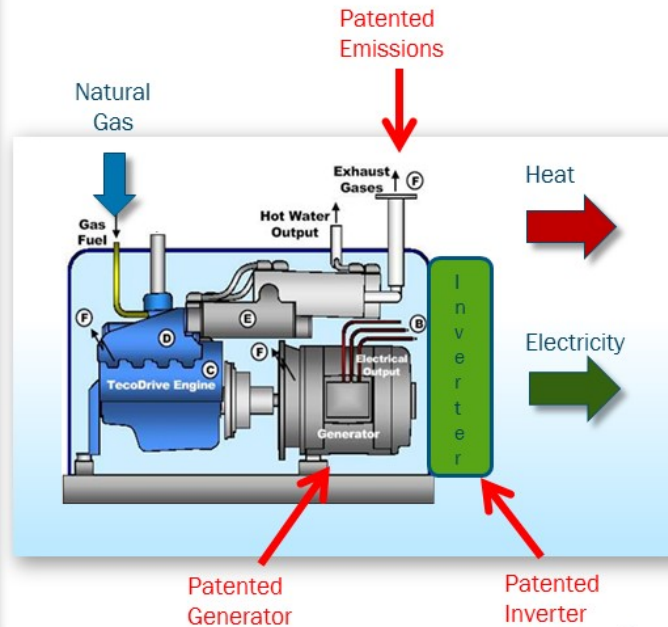 Patented
Emissions
Natural
Gas
Exhaust
Gases
F
Heat
Hot Water
Output
Gas
Fuel
F
D
E
B
F
C
TecoDrive Engine
Electrical
Output
Generator
Inverter
Electricity
Patented
Generator
Patented
Inverter